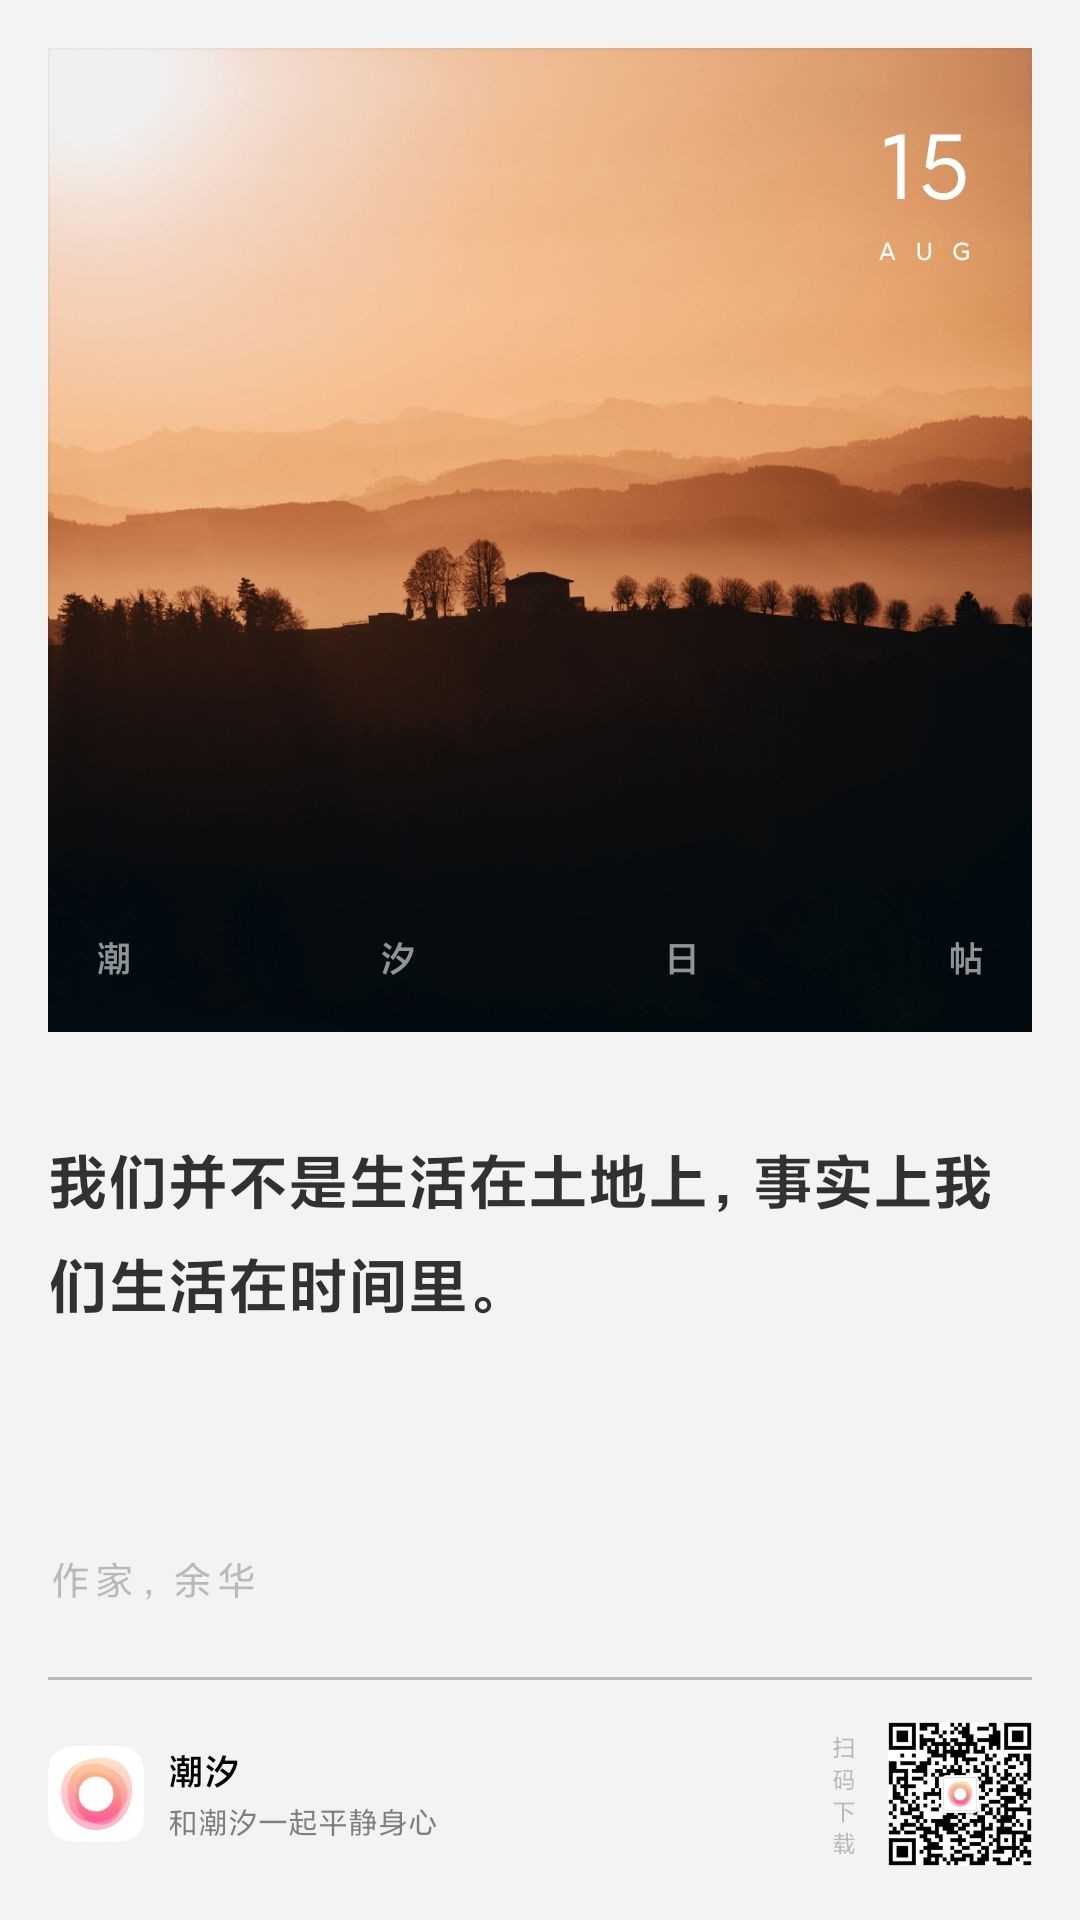 15
AUG
潮汐日帖
我们并不是生活在土地上，事实上我
们生活在时间里。
作家，余华
潮汐
和潮汐一起平静身心
扫码下载